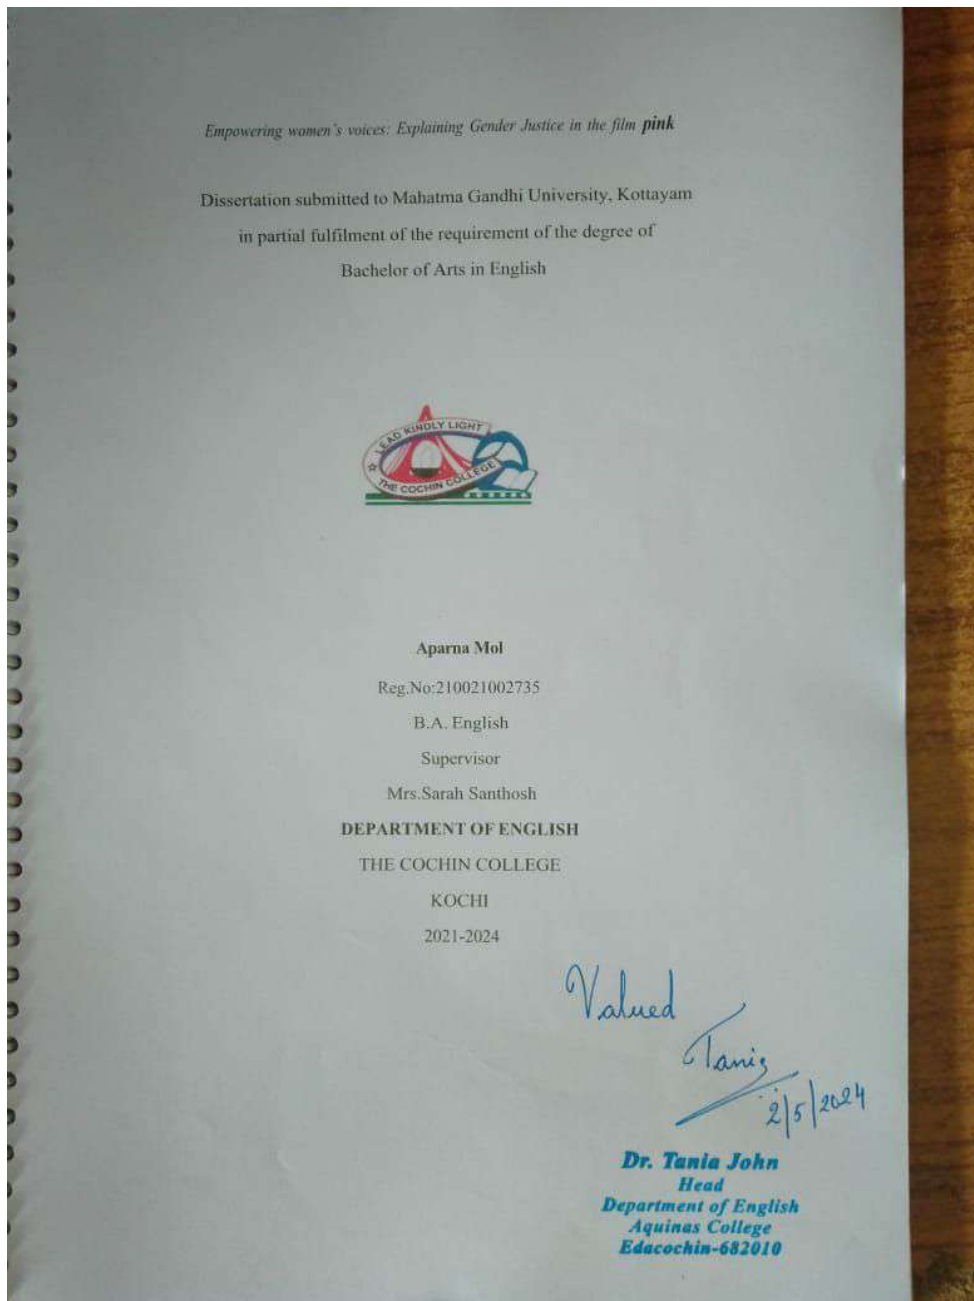 Empowering women's voices: Explaining Gender Justice in the film pink
Dissertation submitted to Mahatma Gandhi University, Kottayam
in partial fulfilment of the requirement of the degree of
Bachelor of Arts in English
LEAD KINDLY LIGHT
THE COCHIN COLLEGE
Aparna Mol
Reg.No:210021002735
B.A. English
Supervisor
Mrs.Sarah Santhosh
DEPARTMENT OF ENGLISH
THE COCHIN COLLEGE
KOCHI
2021-2024
Valued
Tania
2/5/2024
Dr. Tania John
Head
Department of English
Aquinas College
Edacochin-682010